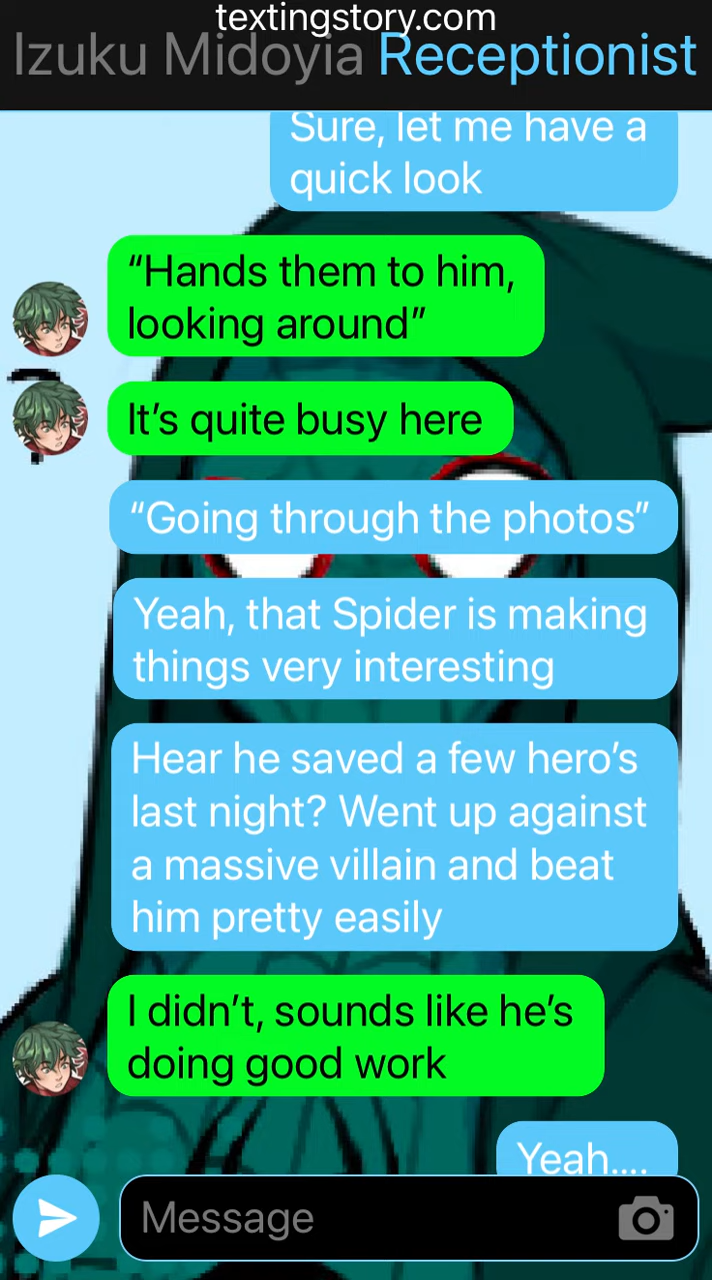 textingstory.com
Izuku Midoyia Receptionist
Sure, let me have a
quick look
“Hands them to him,
looking around”
It’s quite busy here
“Going through the photos”
Yeah, that Spider is making
things very interesting
Hear he saved a few hero’s
last night? Went up against
a massive villain and beat
him pretty easily
I didn’t, sounds like he’s
doing good work
Yeah....
Message